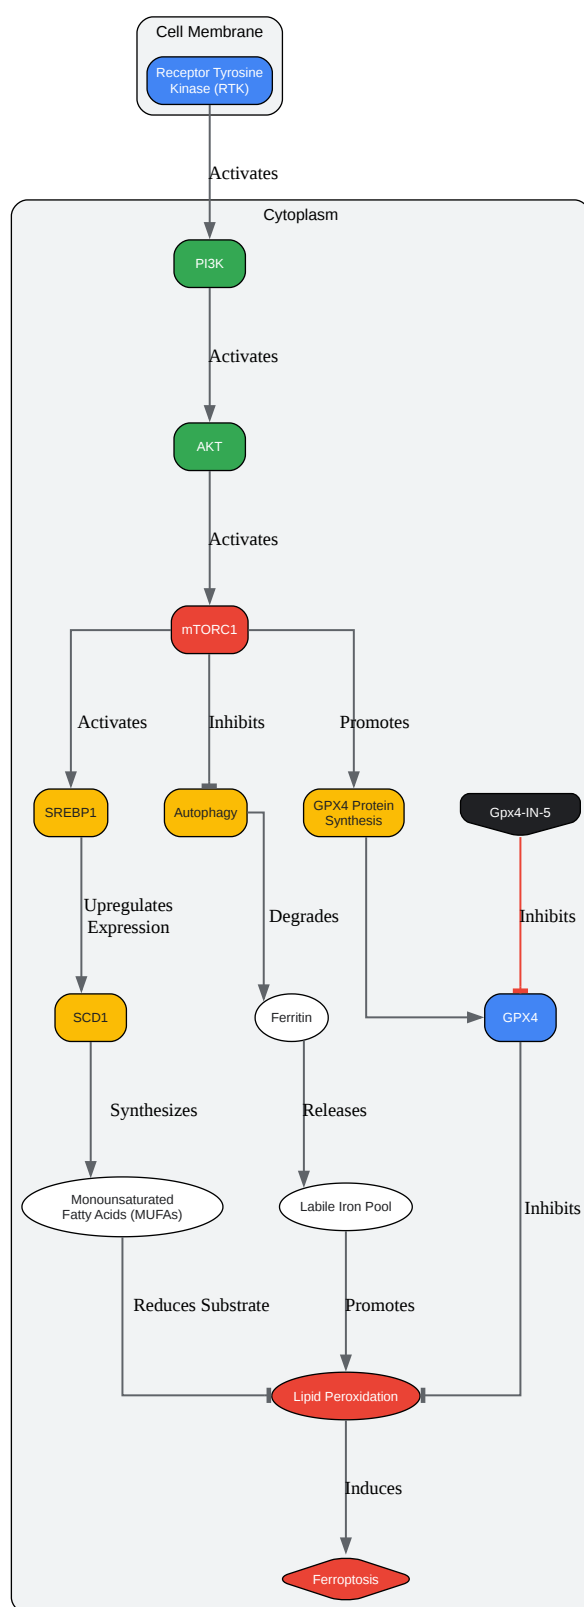 Cell Membrane
Receptor Tyrosine
Kinase (RTK)
Activates
Cytoplasm
PI3K
Activates
AKT
Activates
mTORC1
Activates
Inhibits
Promotes
SREBP1
Autophagy
GPX4 Protein
Synthesis
Gpx4-IN-5
Upregulates
Expression
Degrades
Inhibits
SCD1
Ferritin
GPX4
Synthesizes
Releases
Monounsaturated
Fatty Acids (MUFAs)
Labile Iron Pool
Inhibits
Reduces Substrate
Promotes
Lipid Peroxidation
Induces
Ferroptosis